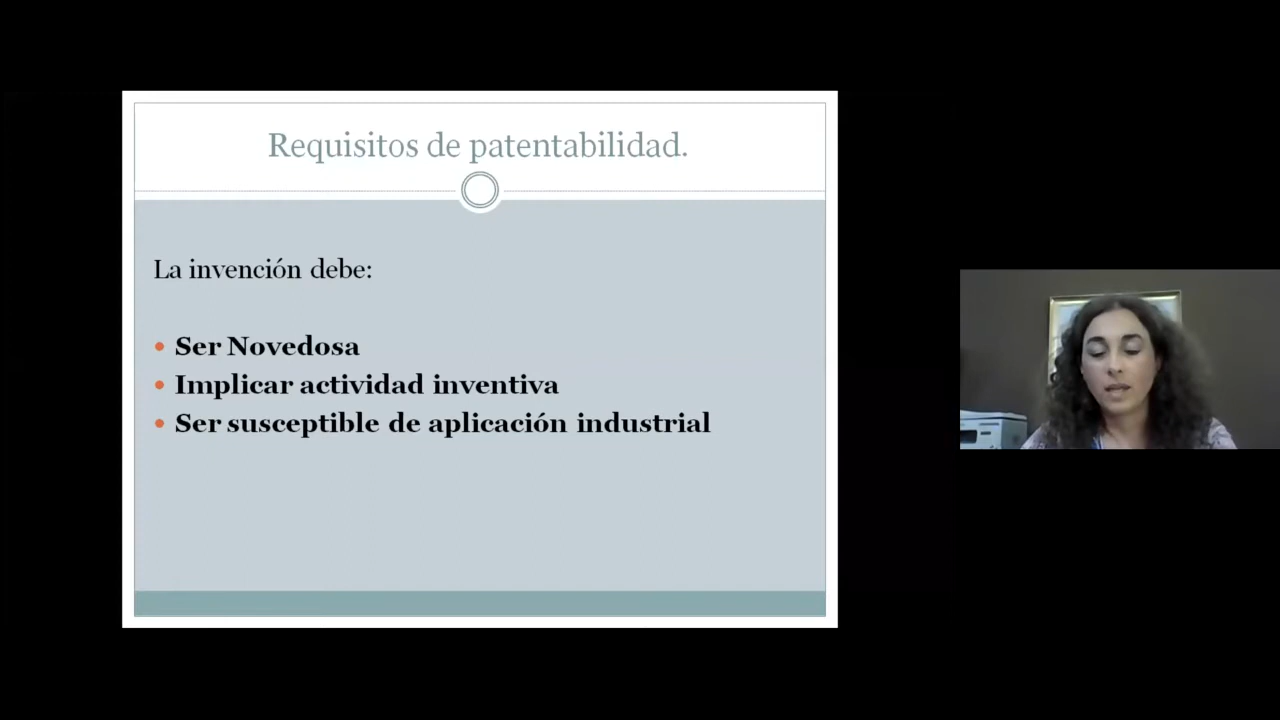 Requisitos de patentabilidad.
La invención debe:
• Ser Novedosa
• Implicar actividad inventiva
• Ser susceptible de aplicación industrial